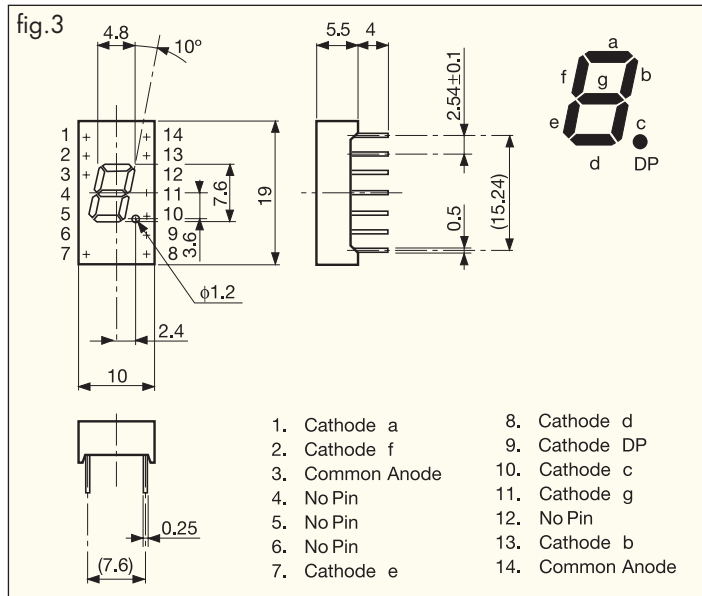 fig.3
4.8
10°
5.5 4
2.54±0.1
a
f g b
e c
d DP
1 14
2 13
3 12
4 11
5 10
6 9
7 8
7.6
3.6
19
0.5
(15.24)
φ1.2
2.4
10
0.25
(7.6)
1. Cathode a
2. Cathode f
3. Common Anode
4. No Pin
5. No Pin
6. No Pin
7. Cathode e
8. Cathode d
9. Cathode DP
10. Cathode c
11. Cathode g
12. No Pin
13. Cathode b
14. Common Anode